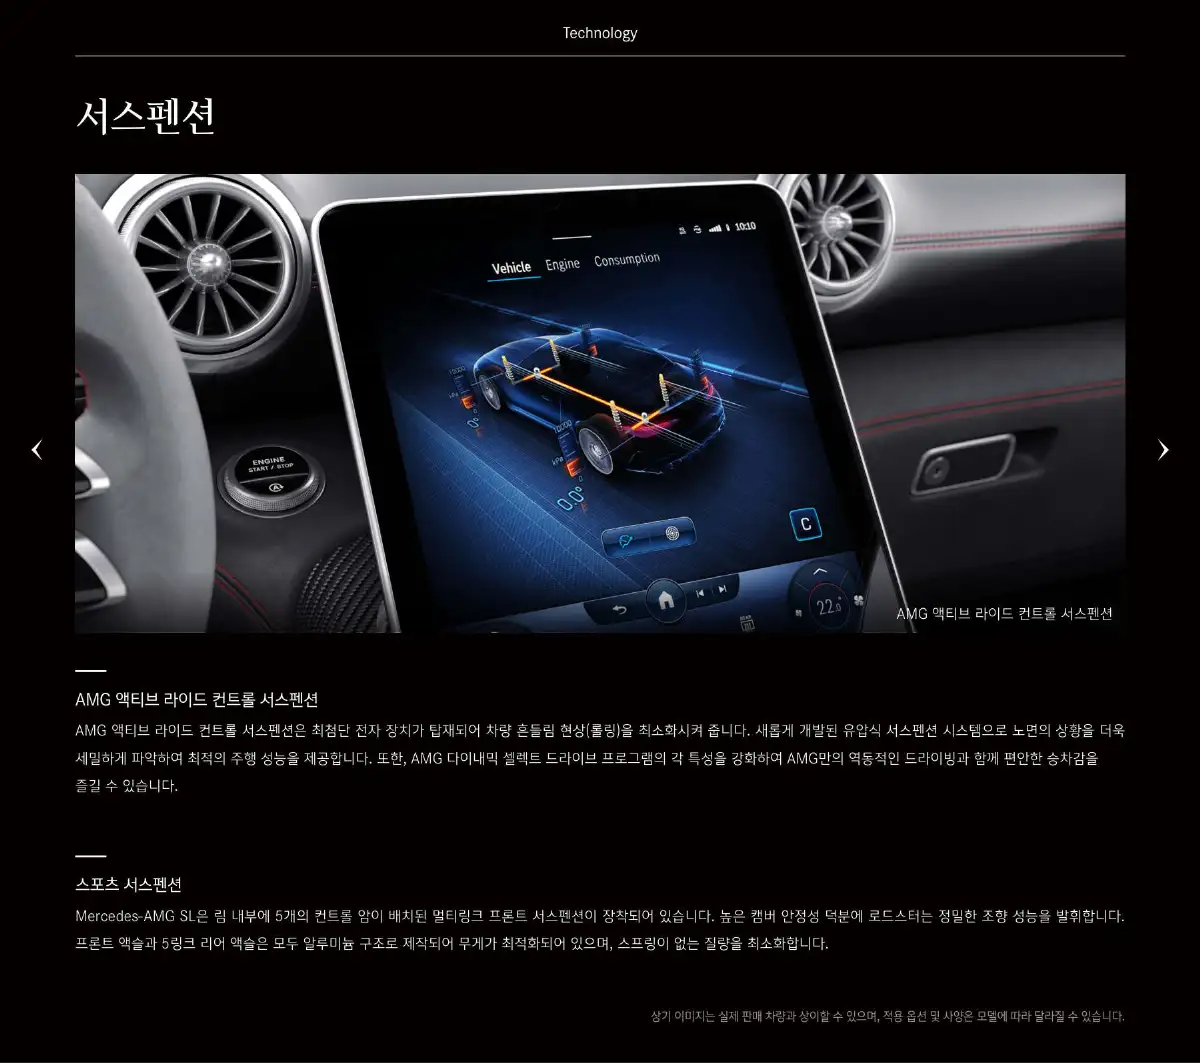 Technology
서스펜션
10:10
Vehicle Engine Consumption
10000
kPa
0
0°
10000
kPa
0
0.0°
ENGINE
START / STOP
A
C
22.0°
REAR
AMG 액티브 라이드 컨트롤 서스펜션
AMG 액티브 라이드 컨트롤 서스펜션
AMG 액티브 라이드 컨트롤 서스펜션은 최첨단 전자 장치가 탑재되어 차량 흔들림 현상(롤링)을 최소화시켜 줍니다. 새롭게 개발된 유압식 서스펜션 시스템으로 노면의 상황을 더욱
세밀하게 파악하여 최적의 주행 성능을 제공합니다. 또한, AMG 다이내믹 셀렉트 드라이브 프로그램의 각 특성을 강화하여 AMG만의 역동적인 드라이빙과 함께 편안한 승차감을
즐길 수 있습니다.
스포츠 서스펜션
Mercedes-AMG SL은 림 내부에 5개의 컨트롤 암이 배치된 멀티링크 프론트 서스펜션이 장착되어 있습니다. 높은 캠버 안정성 덕분에 로드스터는 정밀한 조향 성능을 발휘합니다.
프론트 액슬과 5링크 리어 액슬은 모두 알루미늄 구조로 제작되어 무게가 최적화되어 있으며, 스프링이 없는 질량을 최소화합니다.
상기 이미지는 실제 판매 차량과 상이할 수 있으며, 적용 옵션 및 사양은 모델에 따라 달라질 수 있습니다.